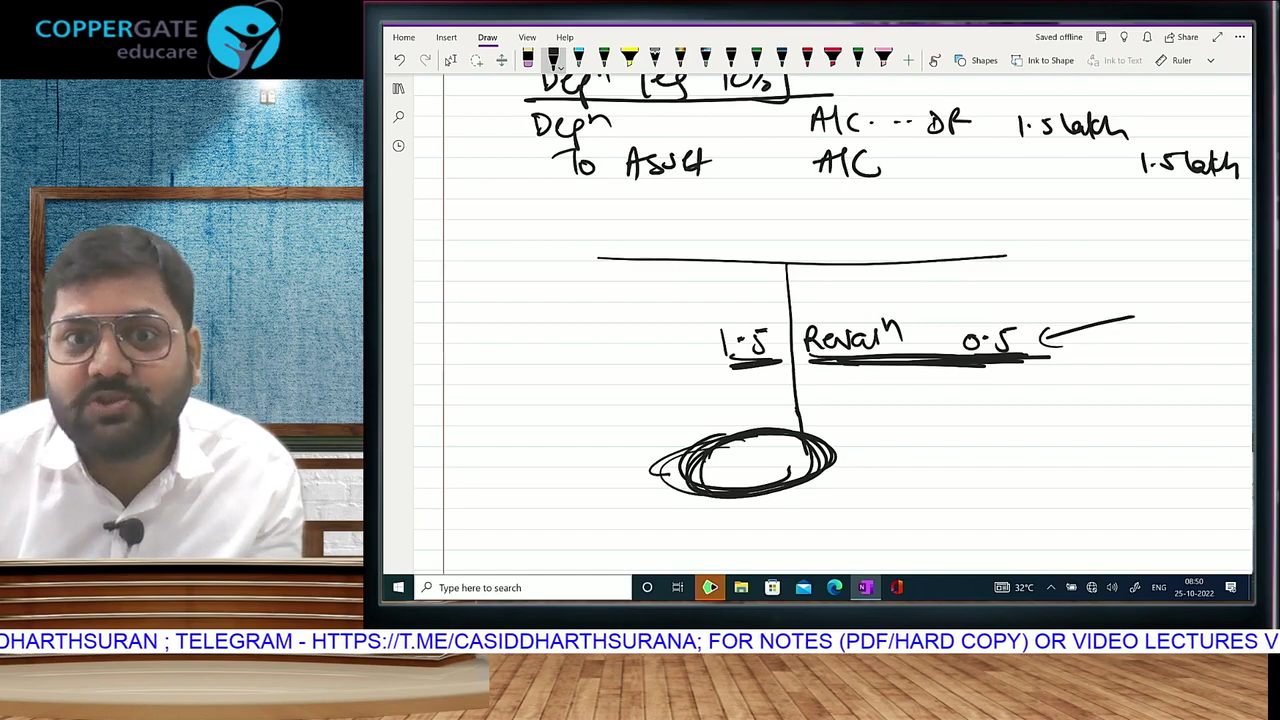 COPPERGATE
educare
Home Insert Draw View Help
Saved offline Share
Shapes Ink to Shape Ink to Text Ruler
Depn [eg 10%]
Depn A/C ... DR 1.5 lakh
To Asset A/C 1.5 lakh
1.5 Revaln 0.5
Type here to search
32°C ENG 08:50
25-10-2022
DHARTHSURAN ; TELEGRAM - HTTPS://T.ME/CASIDDHARTHSURANA; FOR NOTES (PDF/HARD COPY) OR VIDEO LECTURES V